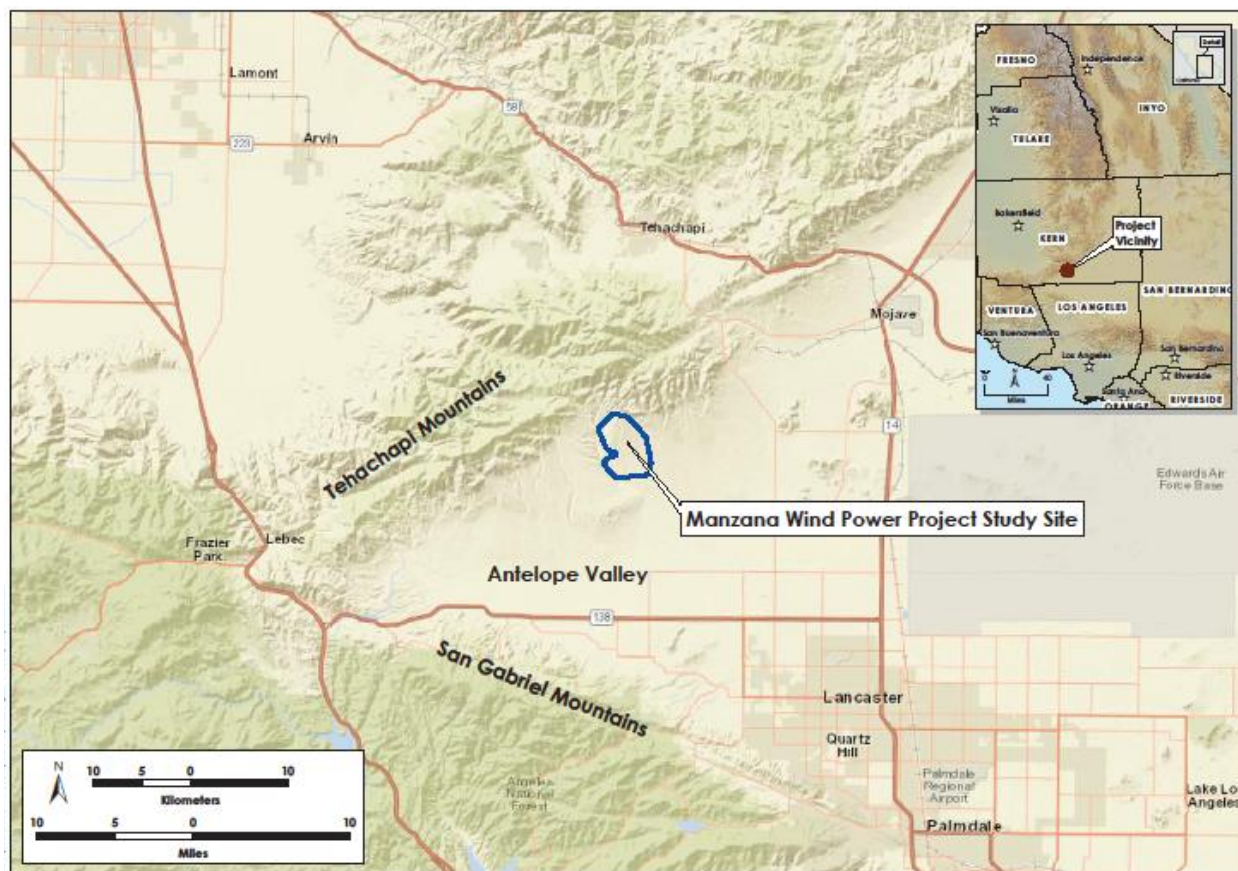 Lamont
Arvin
223
58
Tehachapi
Mojave
14
Edwards Air
Force Base
Tehachapi Mountains
Manzana Wind Power Project Study Site
Frazier
Park
Lebec
Antelope Valley
138
San Gabriel Mountains
Lancaster
Quartz
Hill
Palmdale
Regional
Airport
Palmdale
Lake Lo
Angeles
Angeles
National
Forest
N
10 5 0 10
Kilometers
10 5 0 10
Miles
Detail
FRESNO
Independence
INYO
Visalia
TULARE
Bakersfield
KERN
Project
Vicinity
SAN BERNARDINO
VENTURA
LOS ANGELES
San Buenaventura
Los Angeles
San Bernardino
Riverside
Santa Ana
ORANGE
RIVERSIDE
0 N 40
Miles